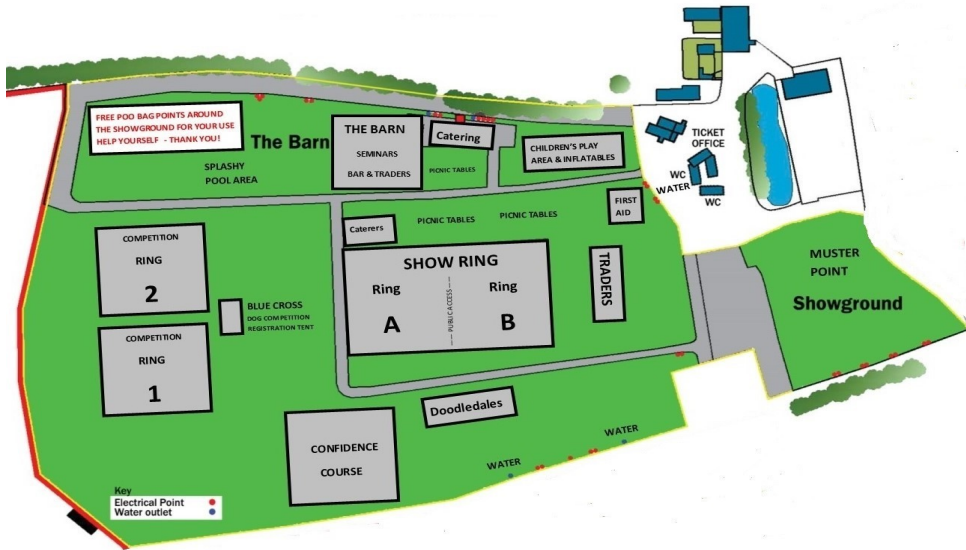 FREE POO BAG POINTS AROUND
THE SHOWGROUND FOR YOUR USE
HELP YOURSELF - THANK YOU!
The Barn
SPLASHY
POOL AREA
THE BARN
SEMINARS
BAR & TRADERS
Catering
PICNIC TABLES
CHILDREN'S PLAY
AREA & INFLATABLES
TICKET
OFFICE
WC
WATER
WC
FIRST
AID
Caterers
PICNIC TABLES
PICNIC TABLES
COMPETITION
RING
2
BLUE CROSS
DOG COMPETITION
REGISTRATION TENT
COMPETITION
RING
1
SHOW RING
Ring
A
--- PUBLIC ACCESS ---
Ring
B
TRADERS
MUSTER
POINT
Showground
Doodledales
CONFIDENCE
COURSE
WATER
WATER
Key
Electrical Point
Water outlet